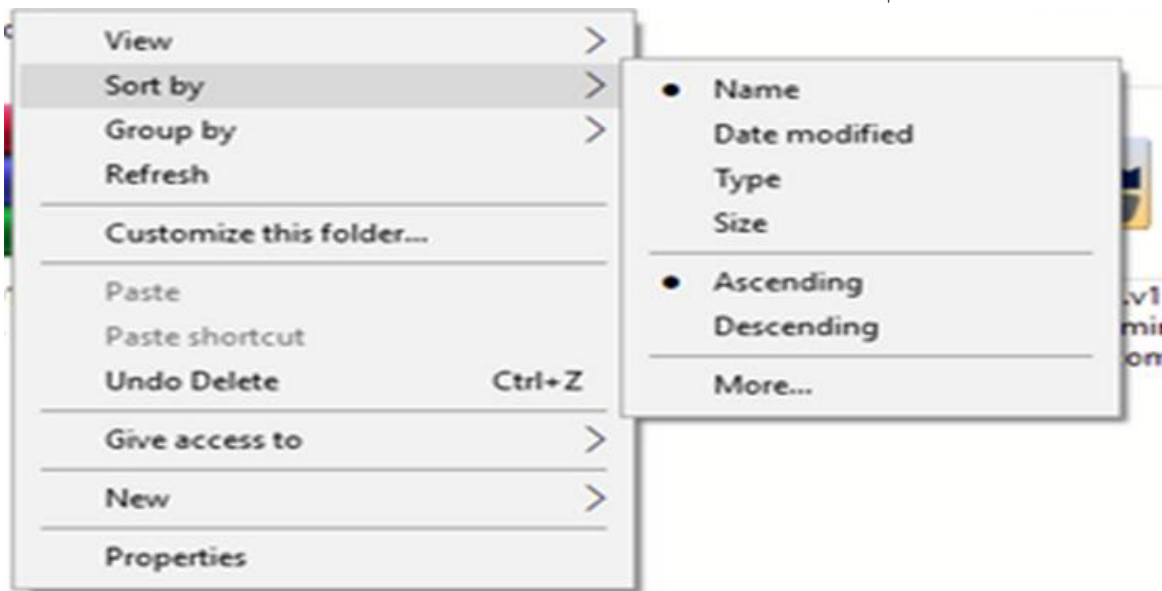 View
Sort by
Group by
Refresh
Customize this folder...
Paste
Paste shortcut
Undo Delete Ctrl+Z
Give access to
New
Properties
Name
Date modified
Type
Size
Ascending
Descending
More...
.v1